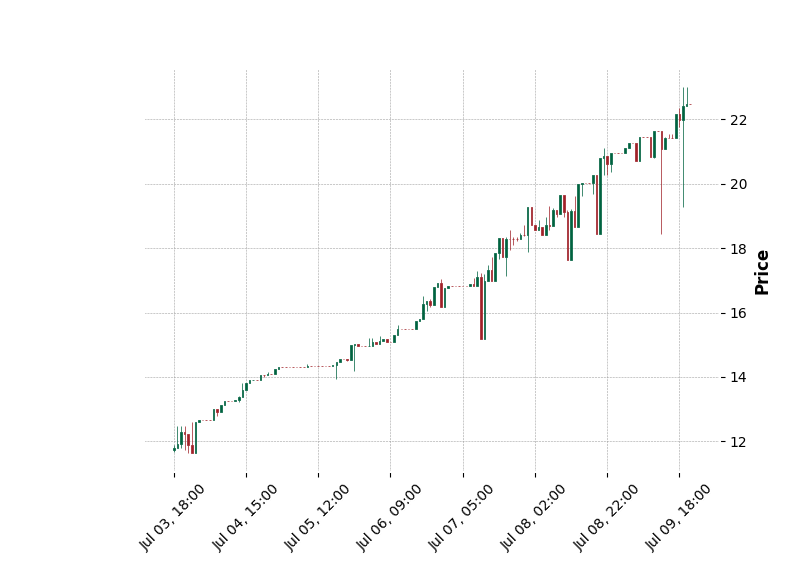 22
20
18
16
14
12
Price
Jul 03, 18:00
Jul 04, 15:00
Jul 05, 12:00
Jul 06, 09:00
Jul 07, 05:00
Jul 08, 02:00
Jul 08, 22:00
Jul 09, 18:00